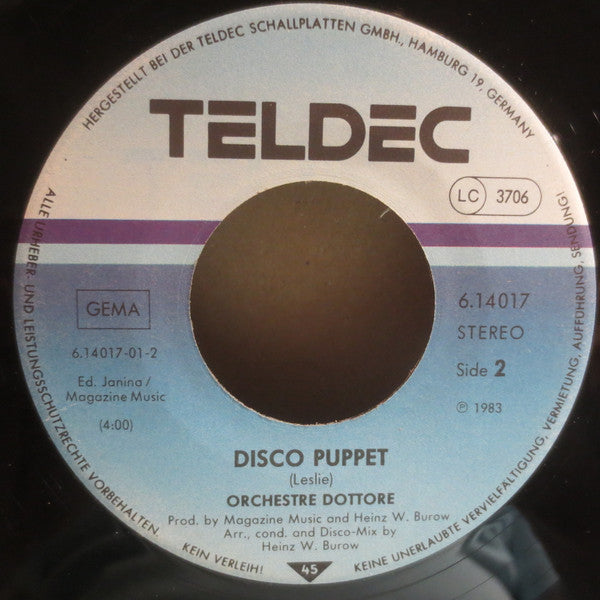 HERGESTELLT BEI DER TELDEC SCHALLPLATTEN GMBH., HAMBURG 19, GERMANY
TELDEC
LC 3706
GEMA
6.14017-01-2
Ed. Janina /
Magazine Music
(4:00)
6.14017
STEREO
Side 2
℗ 1983
DISCO PUPPET
(Leslie)
ORCHESTRE DOTTORE
Prod. by Magazine Music and Heinz W. Burow
Arr., cond. and Disco-Mix by
Heinz W. Burow
ALLE URHEBER- UND LEISTUNGSSCHUTZRECHTE VORBEHALTEN
KEIN VERLEIH!
45
KEINE UNERLAUBTE VERVIELFÄLTIGUNG, VERMIETUNG, AUFFÜHRUNG, SENDUNG!